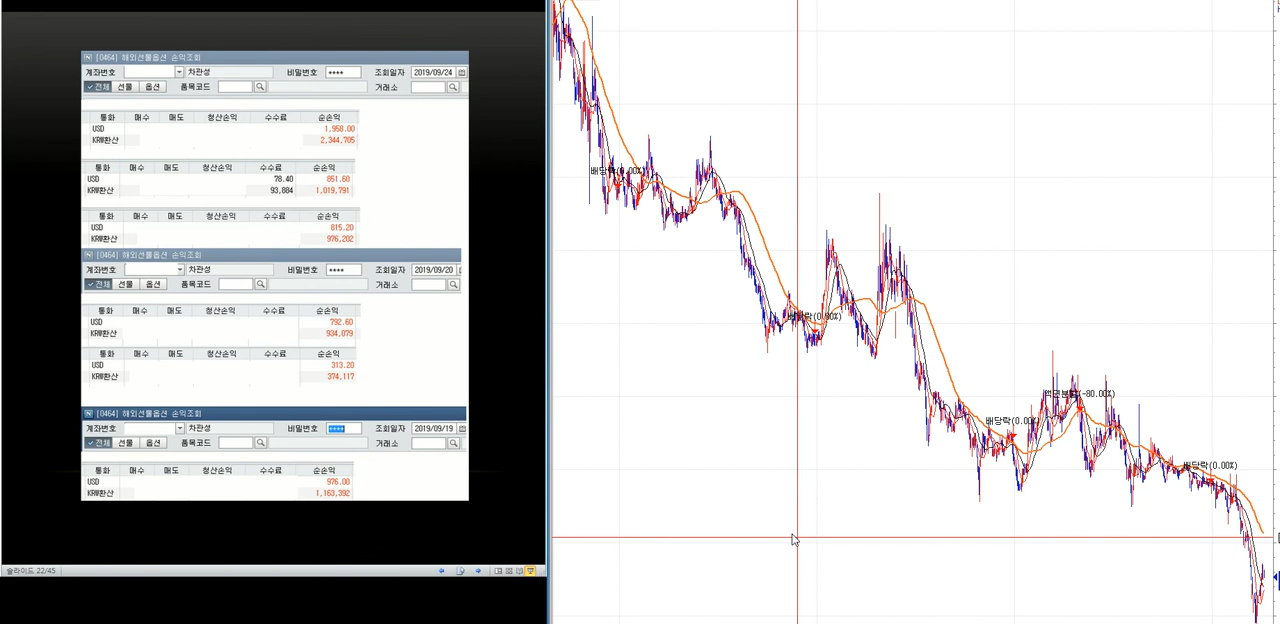 [0464] 해외선물옵션 손익조회
계좌번호 차관성 비밀번호 **** 조회일자 2019/09/24
✓전체 선물 옵션 품목코드 거래소
통화 매수 매도 청산손익 수수료 순손익
USD 1,958.00
KRW환산 2,344,705
통화 매수 매도 청산손익 수수료 순손익
USD 78.40 851.60
KRW환산 93,884 1,019,791
통화 매수 매도 청산손익 수수료 순손익
USD 815.20
KRW환산 976,202
[0464] 해외선물옵션 손익조회
계좌번호 차관성 비밀번호 **** 조회일자 2019/09/20
✓전체 선물 옵션 품목코드 거래소
통화 매수 매도 청산손익 수수료 순손익
USD 792.60
KRW환산 934,079
통화 매수 매도 청산손익 수수료 순손익
USD 313.20
KRW환산 374,117
[0464] 해외선물옵션 손익조회
계좌번호 차관성 비밀번호 **** 조회일자 2019/09/19
✓전체 선물 옵션 품목코드 거래소
통화 매수 매도 청산손익 수수료 순손익
USD 976.00
KRW환산 1,163,392
슬라이드 22/45
배당락(0.00%)
배당락(0.00%)
배당락(0.00%)
액면분할(-80.00%)
배당락(0.00%)